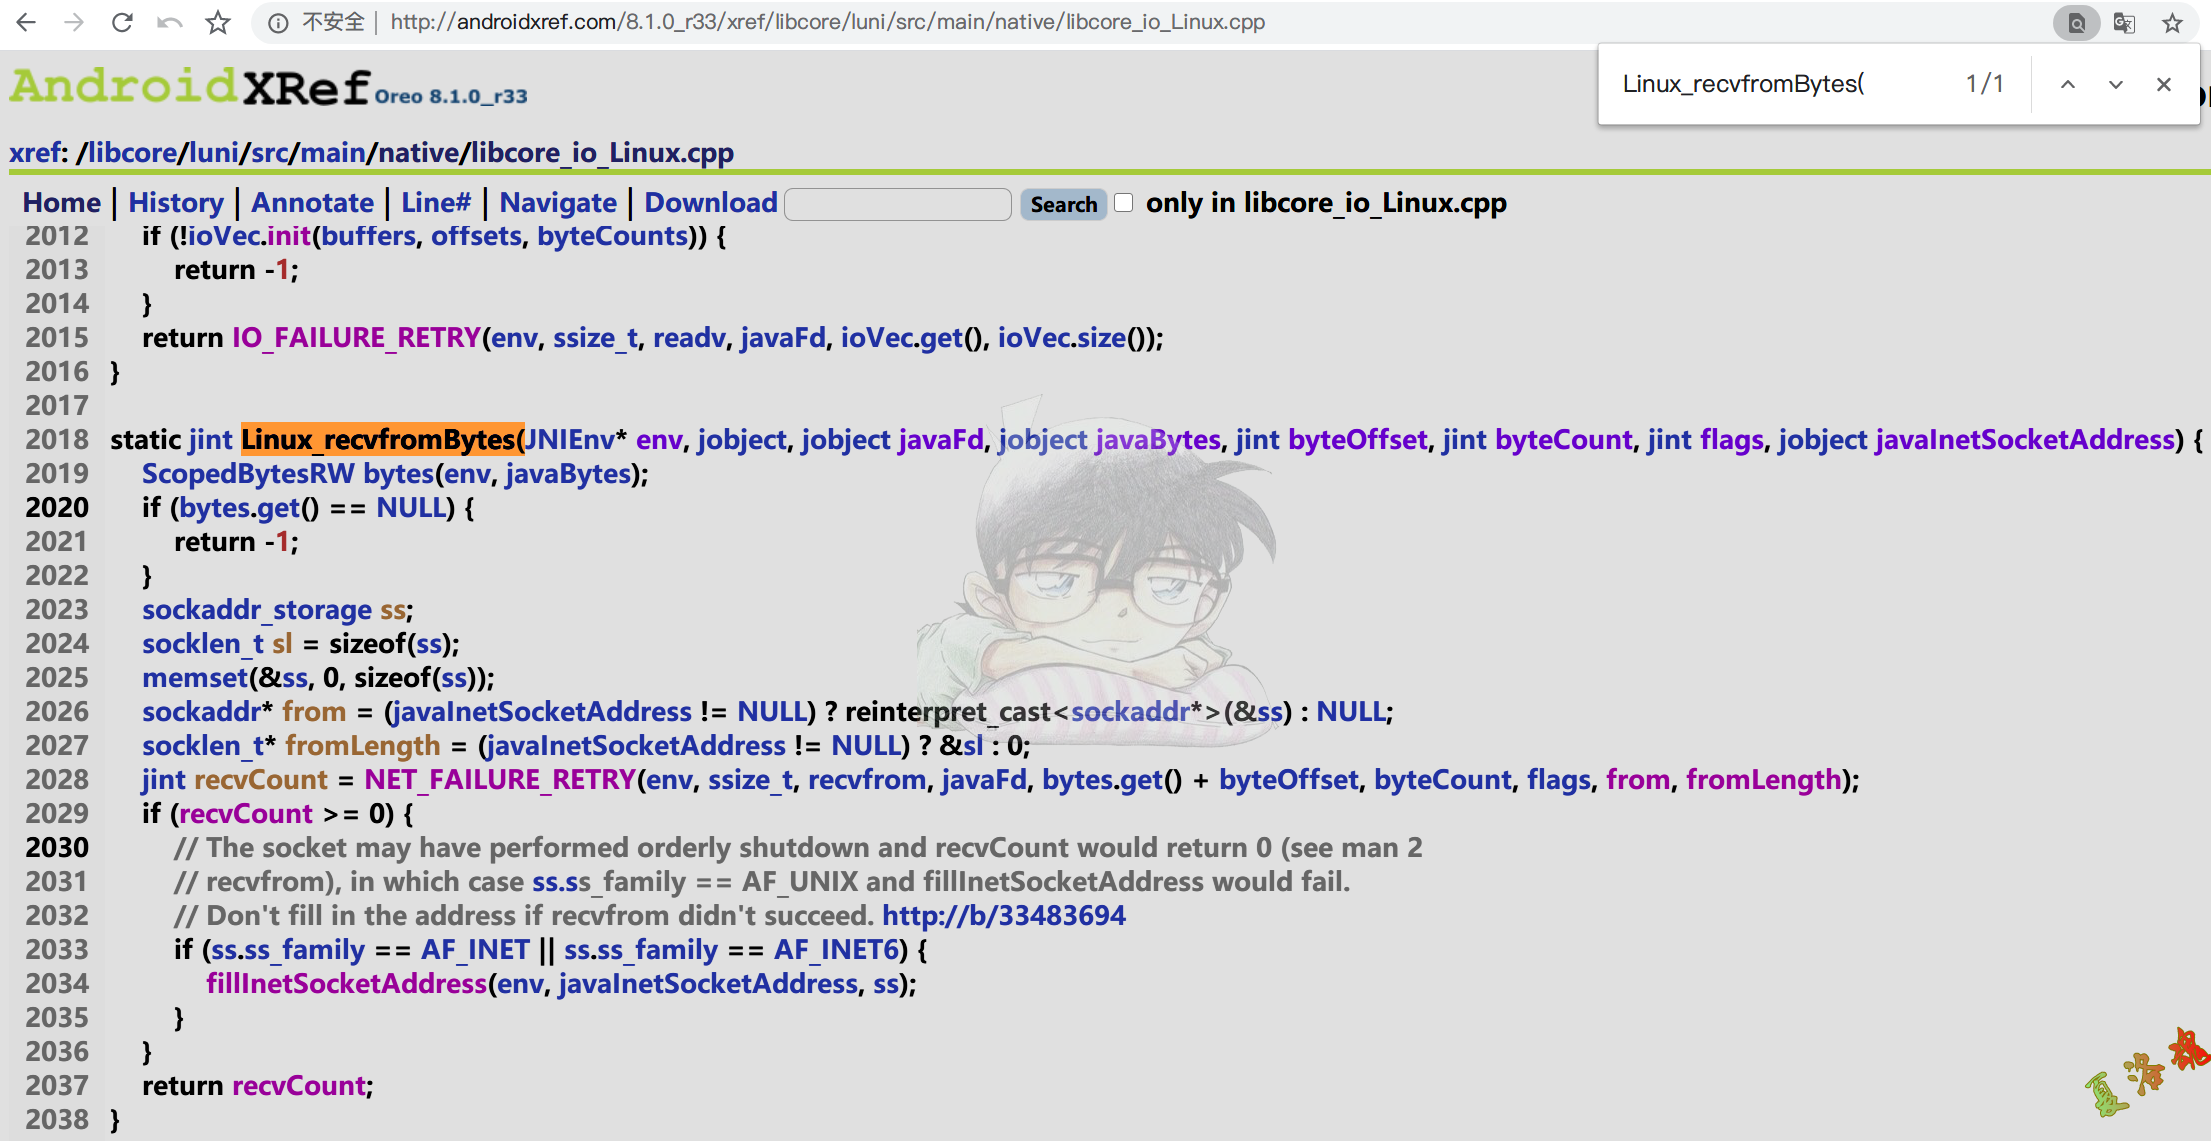 不安全 | http://androidxref.com/8.1.0_r33/xref/libcore/luni/src/main/native/libcore_io_Linux.cpp
Linux_recvfromBytes( 1/1
AndroidXRef Oreo 8.1.0_r33
xref: /libcore/luni/src/main/native/libcore_io_Linux.cpp
Home | History | Annotate | Line# | Navigate | Download Search only in libcore_io_Linux.cpp
2012 if (!ioVec.init(buffers, offsets, byteCounts)) {
2013 return -1;
2014 }
2015 return IO_FAILURE_RETRY(env, ssize_t, readv, javaFd, ioVec.get(), ioVec.size());
2016 }
2017
2018 static jint Linux_recvfromBytes(JNIEnv* env, jobject, jobject javaFd, jobject javaBytes, jint byteOffset, jint byteCount, jint flags, jobject javaInetSocketAddress) {
2019 ScopedBytesRW bytes(env, javaBytes);
2020 if (bytes.get() == NULL) {
2021 return -1;
2022 }
2023 sockaddr_storage ss;
2024 socklen_t sl = sizeof(ss);
2025 memset(&ss, 0, sizeof(ss));
2026 sockaddr* from = (javaInetSocketAddress != NULL) ? reinterpret_cast<sockaddr*>(&ss) : NULL;
2027 socklen_t* fromLength = (javaInetSocketAddress != NULL) ? &sl : 0;
2028 jint recvCount = NET_FAILURE_RETRY(env, ssize_t, recvfrom, javaFd, bytes.get() + byteOffset, byteCount, flags, from, fromLength);
2029 if (recvCount >= 0) {
2030 // The socket may have performed orderly shutdown and recvCount would return 0 (see man 2
2031 // recvfrom), in which case ss.ss_family == AF_UNIX and fillInetSocketAddress would fail.
2032 // Don't fill in the address if recvfrom didn't succeed. http://b/33483694
2033 if (ss.ss_family == AF_INET || ss.ss_family == AF_INET6) {
2034 fillInetSocketAddress(env, javaInetSocketAddress, ss);
2035 }
2036 }
2037 return recvCount;
2038 }
夏洛魂